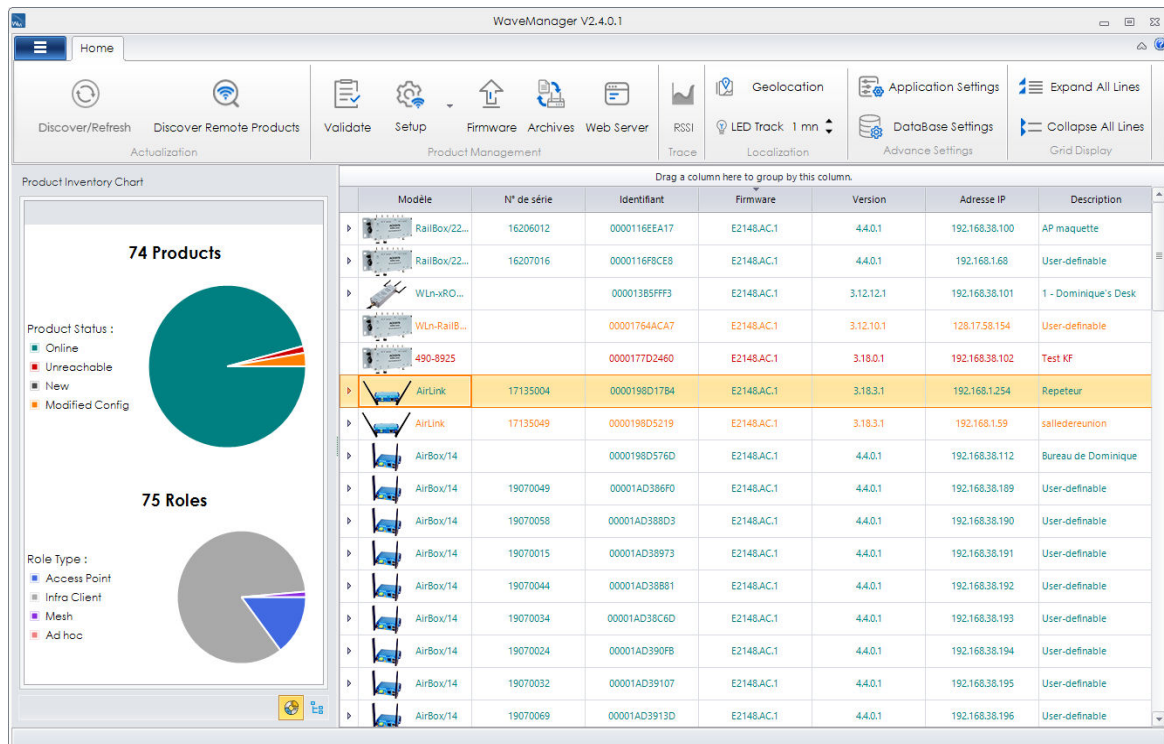 WaveManager V2.4.0.1
Home
Discover/Refresh
Discover Remote Products
Actualization
Validate
Setup
Firmware
Archives
Web Server
Product Management
RSSI
Trace
Geolocation
LED Track 1 mn
Localization
Application Settings
DataBase Settings
Advance Settings
Expand All Lines
Collapse All Lines
Grid Display
Product Inventory Chart
74 Products
Product Status :
Online
Unreachable
New
Modified Config
75 Roles
Role Type :
Access Point
Infra Client
Mesh
Ad hoc
Drag a column here to group by this column.
Modèle N° de série Identifiant Firmware Version Adresse IP Description
RailBox/22... 16206012 0000116EEA17 E2148.AC.1 4.4.0.1 192.168.38.100 AP maquette
RailBox/22... 16207016 0000116F8CE8 E2148.AC.1 4.4.0.1 192.168.1.68 User-definable
WLn-xRO... 000013B5FFF3 E2148.AC.1 3.12.12.1 192.168.38.101 1 - Dominique's Desk
WLn-RailB... 00001764ACA7 E2148.AC.1 3.12.10.1 128.17.58.154 User-definable
490-8925 0000177D2460 E2148.AC.1 3.18.0.1 192.168.38.102 Test KF
AirLink 17135004 0000198D17B4 E2148.AC.1 3.18.3.1 192.168.1.254 Repeteur
AirLink 17135049 0000198D5219 E2148.AC.1 3.18.3.1 192.168.1.59 salledereunion
AirBox/14 0000198D576D E2148.AC.1 4.4.0.1 192.168.38.112 Bureau de Dominique
AirBox/14 19070049 00001AD386F0 E2148.AC.1 4.4.0.1 192.168.38.189 User-definable
AirBox/14 19070058 00001AD388D3 E2148.AC.1 4.4.0.1 192.168.38.190 User-definable
AirBox/14 19070015 00001AD38973 E2148.AC.1 4.4.0.1 192.168.38.191 User-definable
AirBox/14 19070044 00001AD38B81 E2148.AC.1 4.4.0.1 192.168.38.192 User-definable
AirBox/14 19070034 00001AD38C6D E2148.AC.1 4.4.0.1 192.168.38.193 User-definable
AirBox/14 19070024 00001AD390FB E2148.AC.1 4.4.0.1 192.168.38.194 User-definable
AirBox/14 19070032 00001AD39107 E2148.AC.1 4.4.0.1 192.168.38.195 User-definable
AirBox/14 19070069 00001AD3913D E2148.AC.1 4.4.0.1 192.168.38.196 User-definable